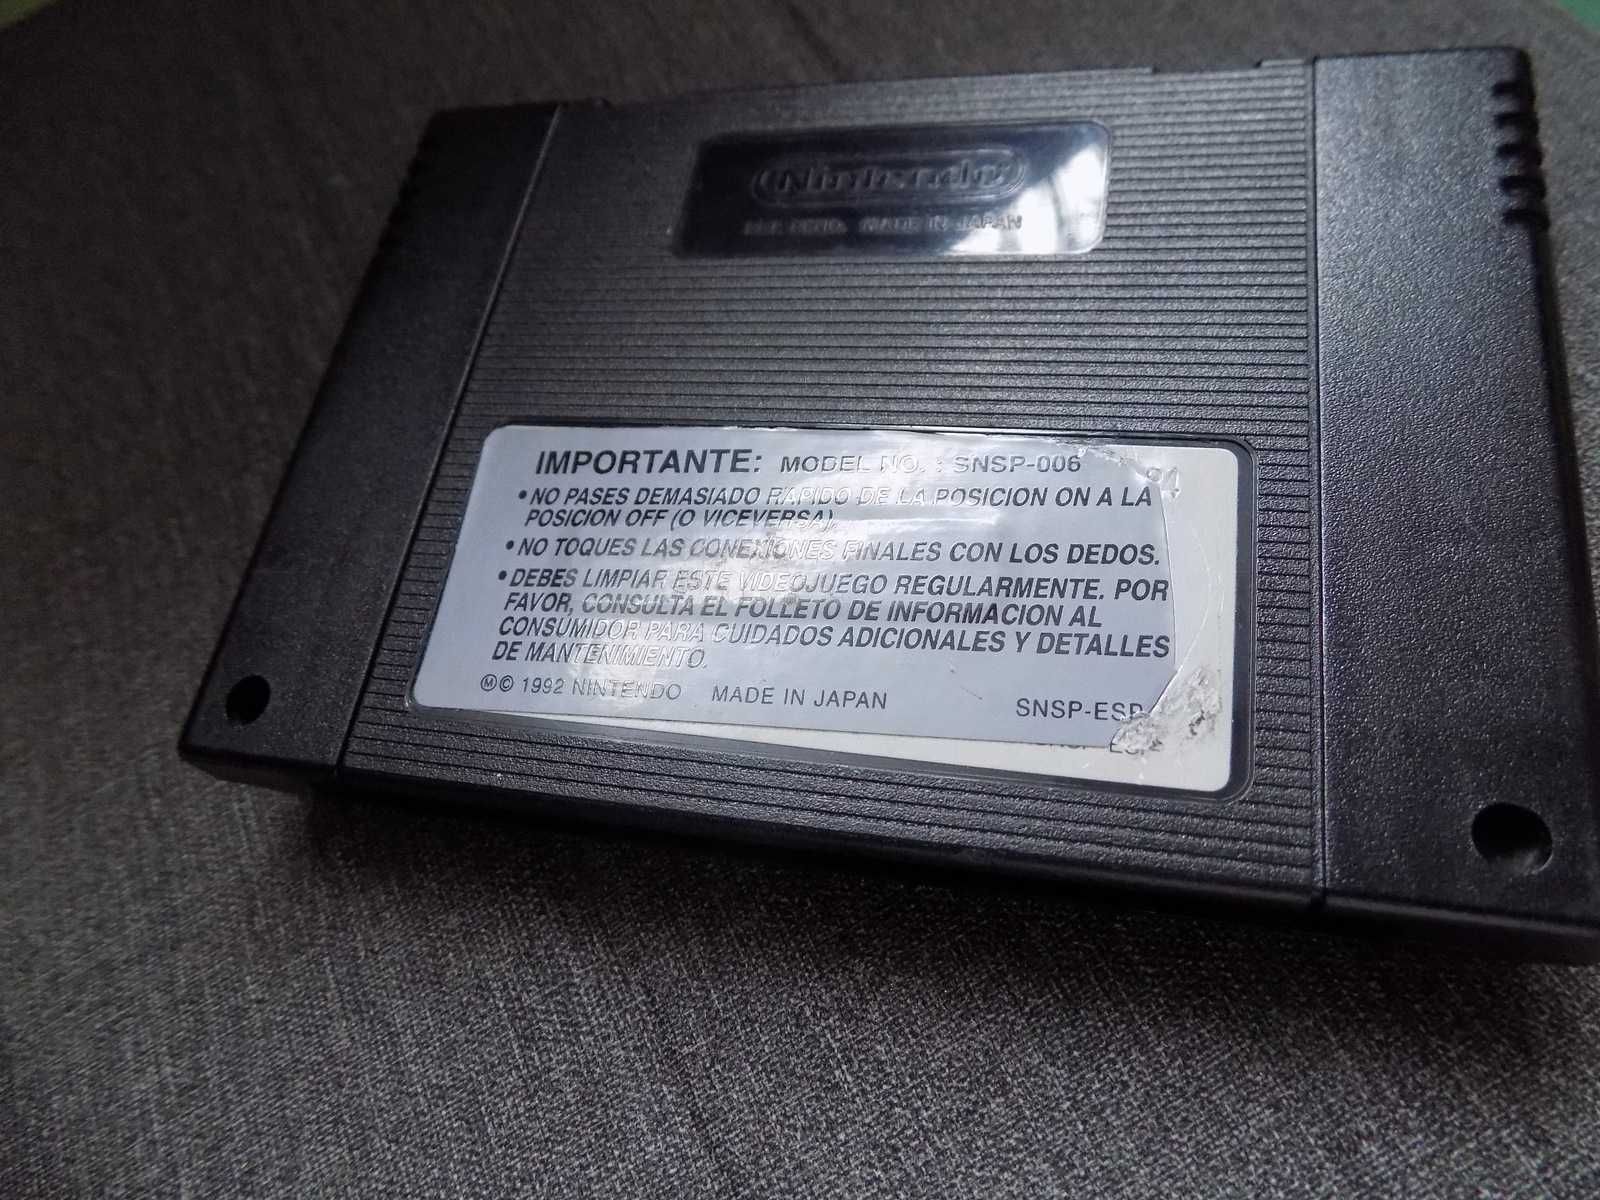 Nintendo
MADE IN JAPAN
IMPORTANTE: MODEL NO. : SNSP-006
•NO PASES DEMASIADO RAPIDO DE LA POSICION ON A LA
POSICION OFF (O VICEVERSA).
•NO TOQUES LAS CONEXIONES FINALES CON LOS DEDOS.
•DEBES LIMPIAR ESTE VIDEOJUEGO REGULARMENTE. POR
FAVOR, CONSULTA EL FOLLETO DE INFORMACION AL
CONSUMIDOR PARA CUIDADOS ADICIONALES Y DETALLES
DE MANTENIMIENTO.
Ⓜ© 1992 NINTENDO MADE IN JAPAN SNSP-ESP